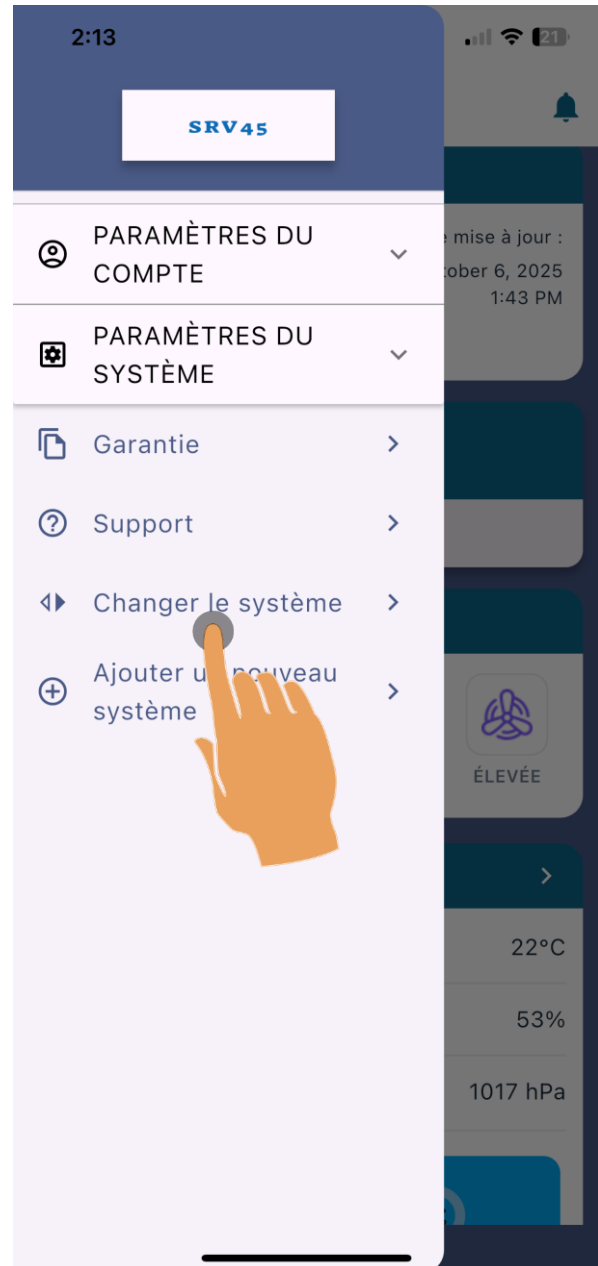 2:13
21
SRV45
PARAMÈTRES DU
COMPTE
PARAMÈTRES DU
SYSTÈME
Garantie
Support
Changer le système
Ajouter un nouveau
système
mise à jour :
tober 6, 2025
1:43 PM
ÉLEVÉE
22°C
53%
1017 hPa